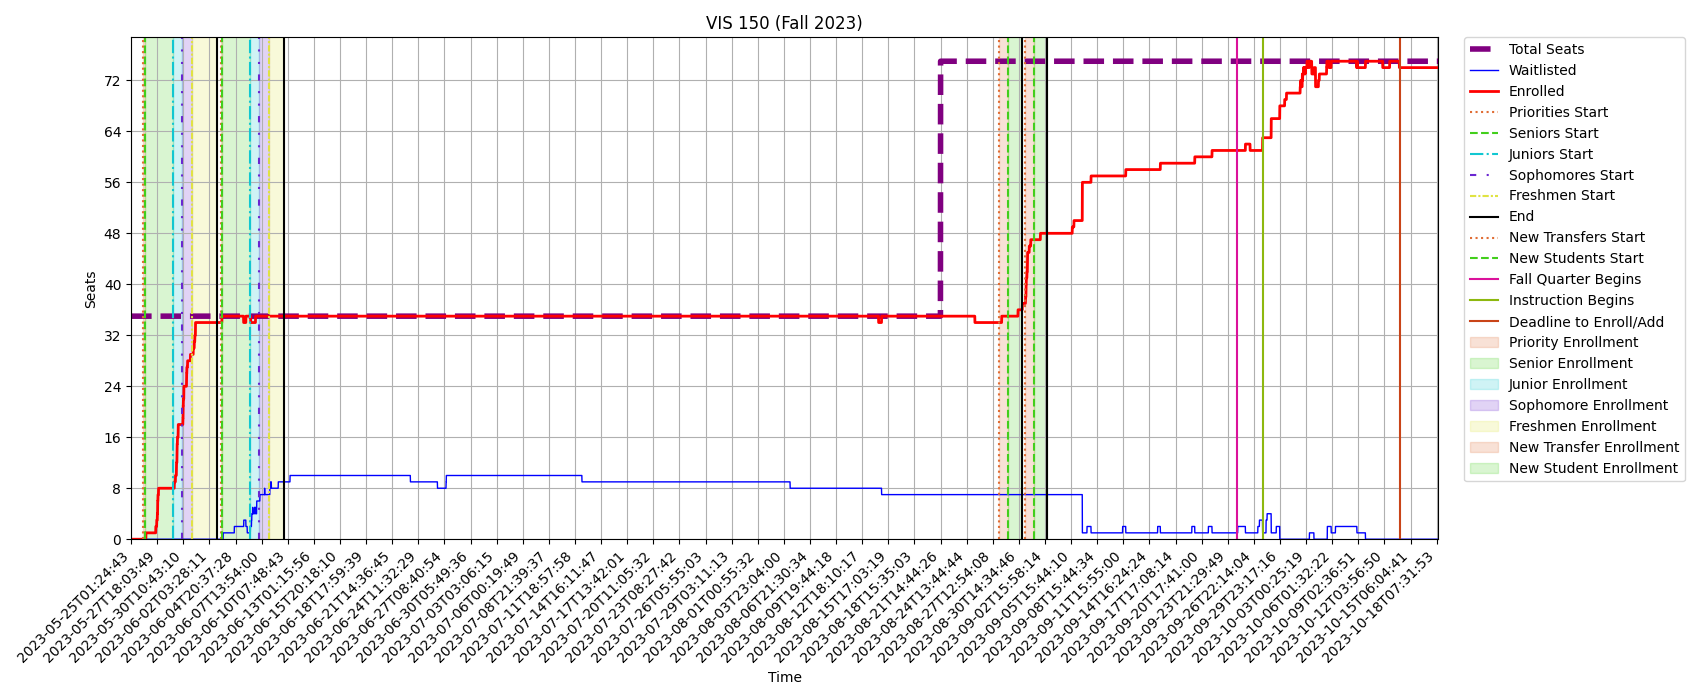 VIS 150 (Fall 2023)
Seats
72
64
56
48
40
32
24
16
8
0
2023-05-25T01:24:43
2023-05-27T18:03:49
2023-05-30T10:43:10
2023-06-02T03:28:11
2023-06-04T20:37:28
2023-06-07T13:54:00
2023-06-10T07:48:43
2023-06-13T01:15:56
2023-06-15T20:18:10
2023-06-18T17:59:39
2023-06-21T14:36:45
2023-06-24T11:32:29
2023-06-27T08:40:54
2023-06-30T05:49:36
2023-07-03T03:06:15
2023-07-06T00:19:49
2023-07-08T21:39:37
2023-07-11T18:57:58
2023-07-14T16:11:47
2023-07-17T13:42:01
2023-07-20T11:05:32
2023-07-23T08:27:42
2023-07-26T05:55:03
2023-07-29T03:11:13
2023-08-01T00:55:32
2023-08-03T23:04:00
2023-08-06T21:30:34
2023-08-09T19:44:18
2023-08-12T18:10:17
2023-08-15T17:03:19
2023-08-18T15:35:03
2023-08-21T14:44:26
2023-08-24T13:44:44
2023-08-27T12:54:08
2023-08-30T14:34:46
2023-09-02T15:58:14
2023-09-05T15:44:10
2023-09-08T15:44:34
2023-09-11T15:55:00
2023-09-14T16:24:24
2023-09-17T17:08:14
2023-09-20T17:41:00
2023-09-23T21:29:49
2023-09-26T22:14:04
2023-09-29T23:17:16
2023-10-03T00:25:19
2023-10-06T01:32:22
2023-10-09T02:36:51
2023-10-12T03:56:50
2023-10-15T06:04:41
2023-10-18T07:31:53
Time
Total Seats
Waitlisted
Enrolled
Priorities Start
Seniors Start
Juniors Start
Sophomores Start
Freshmen Start
End
New Transfers Start
New Students Start
Fall Quarter Begins
Instruction Begins
Deadline to Enroll/Add
Priority Enrollment
Senior Enrollment
Junior Enrollment
Sophomore Enrollment
Freshmen Enrollment
New Transfer Enrollment
New Student Enrollment